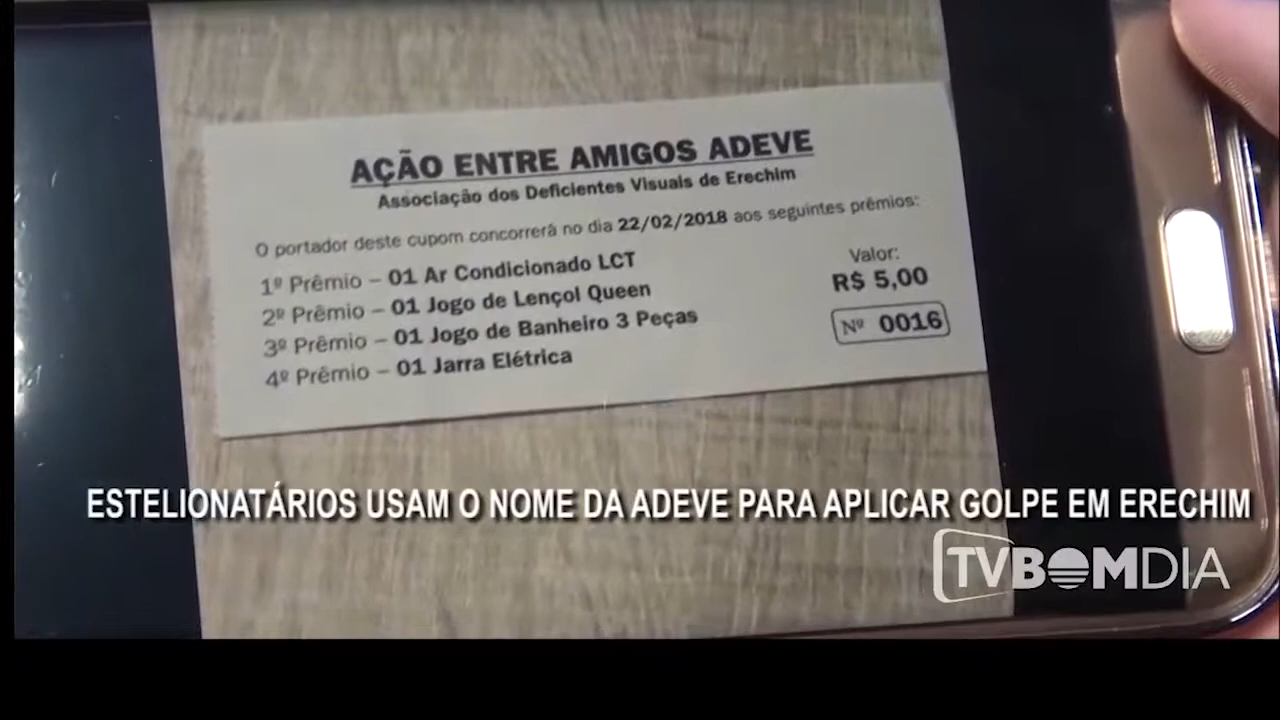 AÇÃO ENTRE AMIGOS ADEVE
Associação dos Deficientes Visuais de Erechim
O portador deste cupom concorrerá no dia 22/02/2018 aos seguintes prêmios:
1º Prêmio – 01 Ar Condicionado LCT
2º Prêmio – 01 Jogo de Lençol Queen
3º Prêmio – 01 Jogo de Banheiro 3 Peças
4º Prêmio – 01 Jarra Elétrica
Valor:
R$ 5,00
Nº 0016
ESTELIONATÁRIOS USAM O NOME DA ADEVE PARA APLICAR GOLPE EM ERECHIM
TVBOMDIA